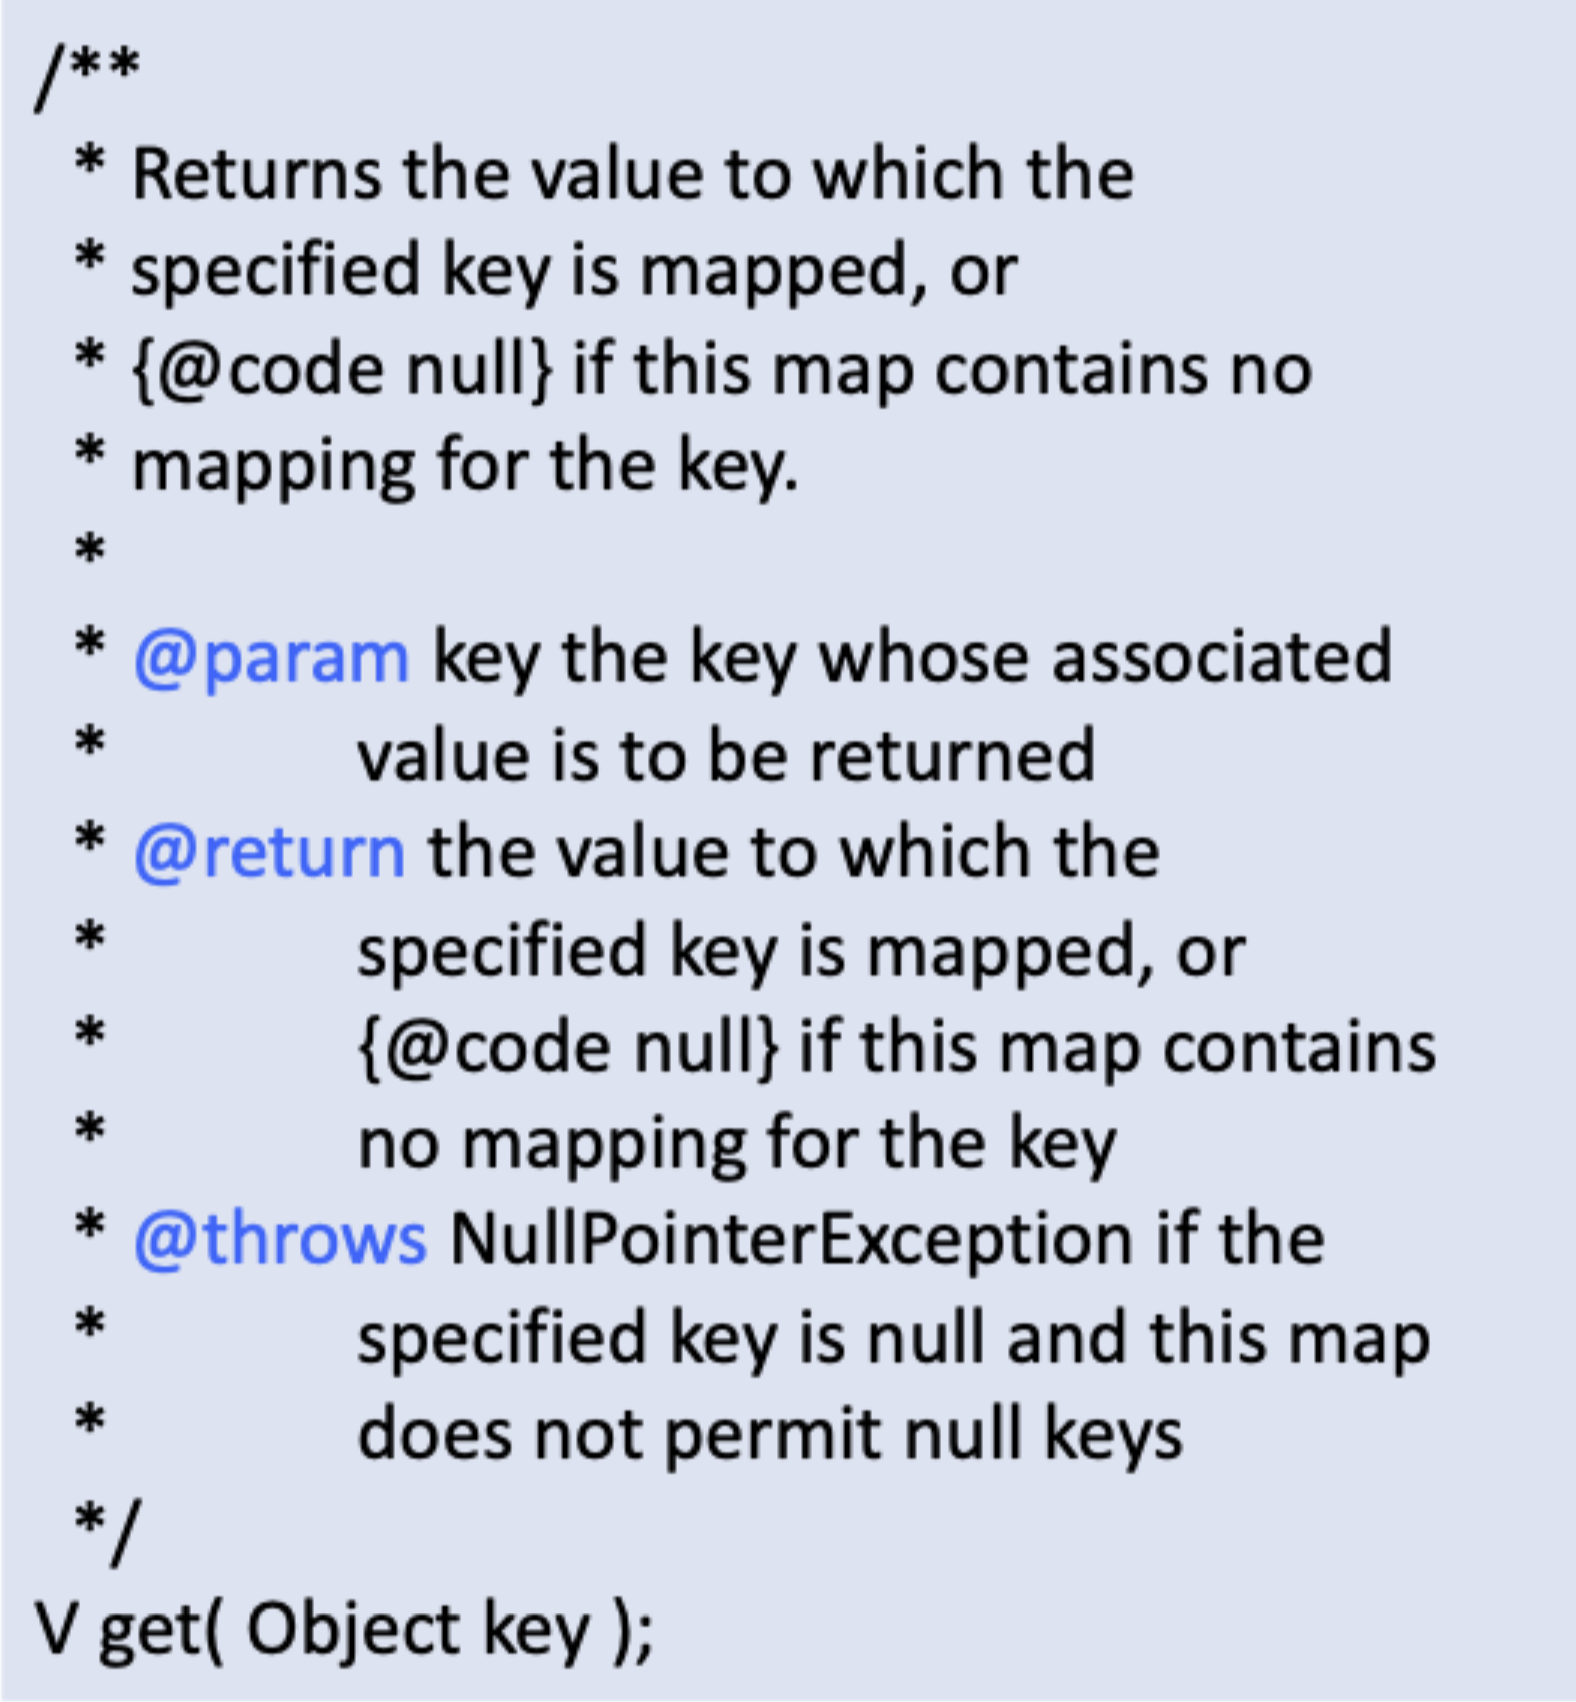 /**
* Returns the value to which the
* specified key is mapped, or
* {@code null} if this map contains no
* mapping for the key.
*
* @param key the key whose associated
* value is to be returned
* @return the value to which the
* specified key is mapped, or
* {@code null} if this map contains
* no mapping for the key
* @throws NullPointerException if the
* specified key is null and this map
* does not permit null keys
*/
V get( Object key );